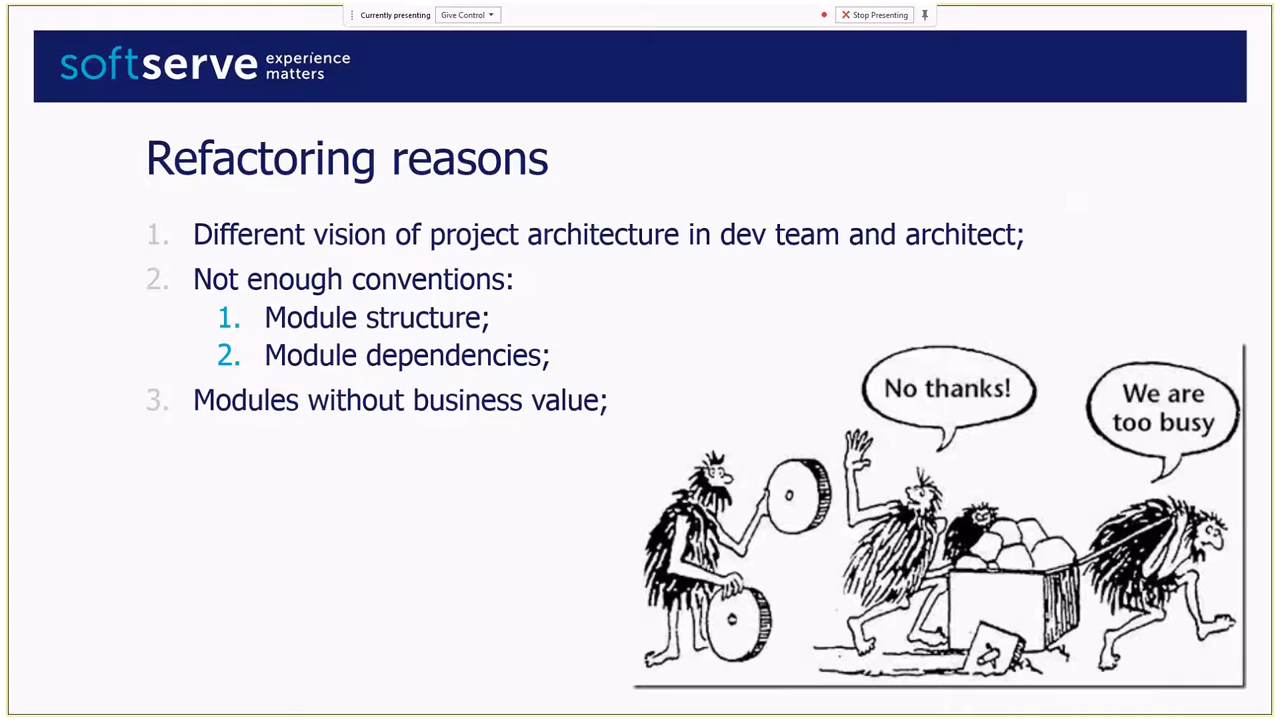 Currently presenting
Give Control
Stop Presenting
softserve experience
matters
Refactoring reasons
1. Different vision of project architecture in dev team and architect;
2. Not enough conventions:
1. Module structure;
2. Module dependencies;
3. Modules without business value;
No thanks!
We are
too busy